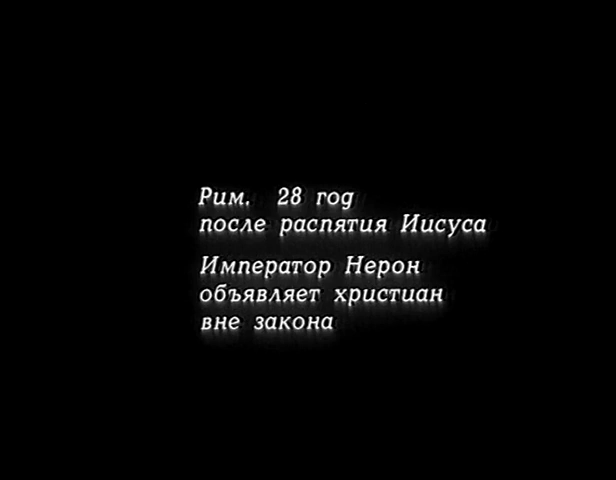 Рим. 28 год
после распятия Иисуса
Император Нерон
объявляет христиан
вне закона